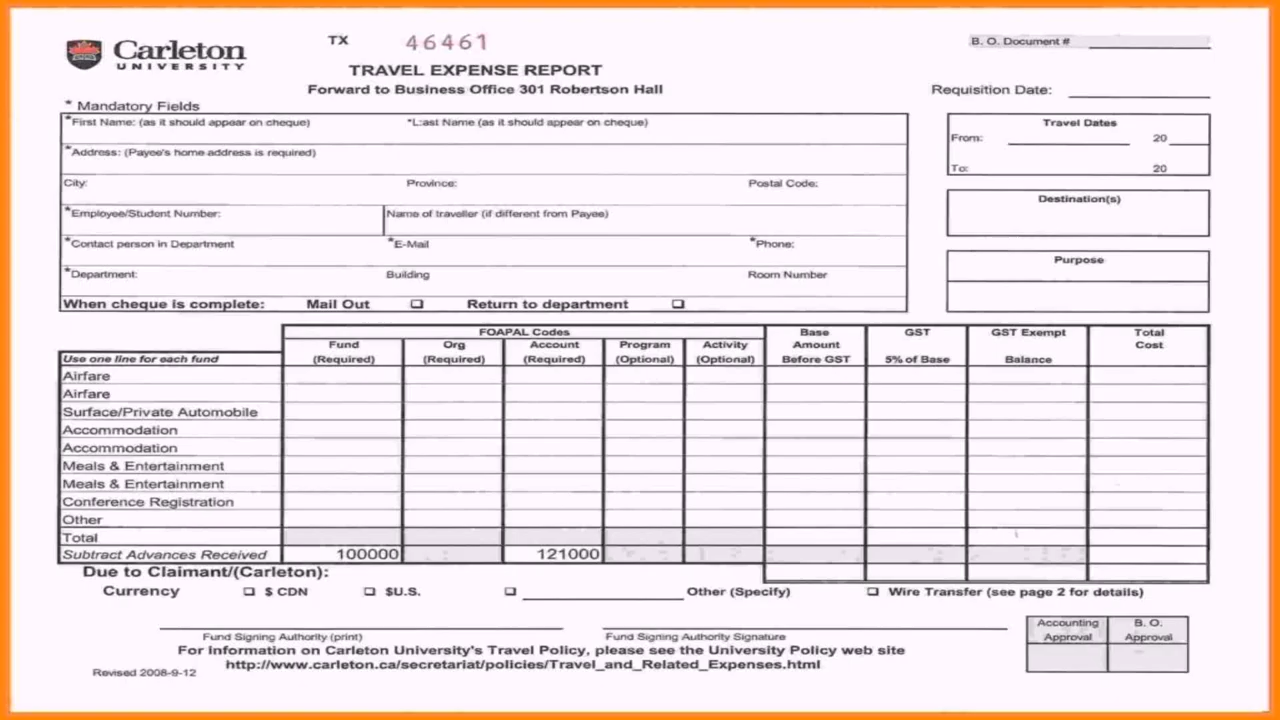 Carleton
UNIVERSITY
TX 46461
B. O. Document #
TRAVEL EXPENSE REPORT
Forward to Business Office 301 Robertson Hall
Requisition Date:
* Mandatory Fields
*First Name: (as it should appear on cheque) *L:ast Name (as it should appear on cheque)
*Address: (Payee's home address is required)
City: Province: Postal Code:
*Employee/Student Number: Name of traveller (if different from Payee)
*Contact person in Department *E-Mail *Phone:
*Department: Building Room Number
When cheque is complete: Mail Out ☐ Return to department ☐
Travel Dates
From: 20
To: 20
Destination(s)
Purpose
FOAPAL Codes Base GST GST Exempt Total
Fund Org Account Program Activity Amount Cost
Use one line for each fund (Required) (Required) (Required) (Optional) (Optional) Before GST 5% of Base Balance
Airfare
Airfare
Surface/Private Automobile
Accommodation
Accommodation
Meals & Entertainment
Meals & Entertainment
Conference Registration
Other
Total
Subtract Advances Received 100000 121000
Due to Claimant/(Carleton):
Currency ☐ $ CDN ☐ $U.S. ☐ Other (Specify) ☐ Wire Transfer (see page 2 for details)
Fund Signing Authority (print) Fund Signing Authority Signature
Accounting B. O.
Approval Approval
For information on Carleton University's Travel Policy, please see the University Policy web site
http://www.carleton.ca/secretariat/policies/Travel_and_Related_Expenses.html
Revised 2008-9-12